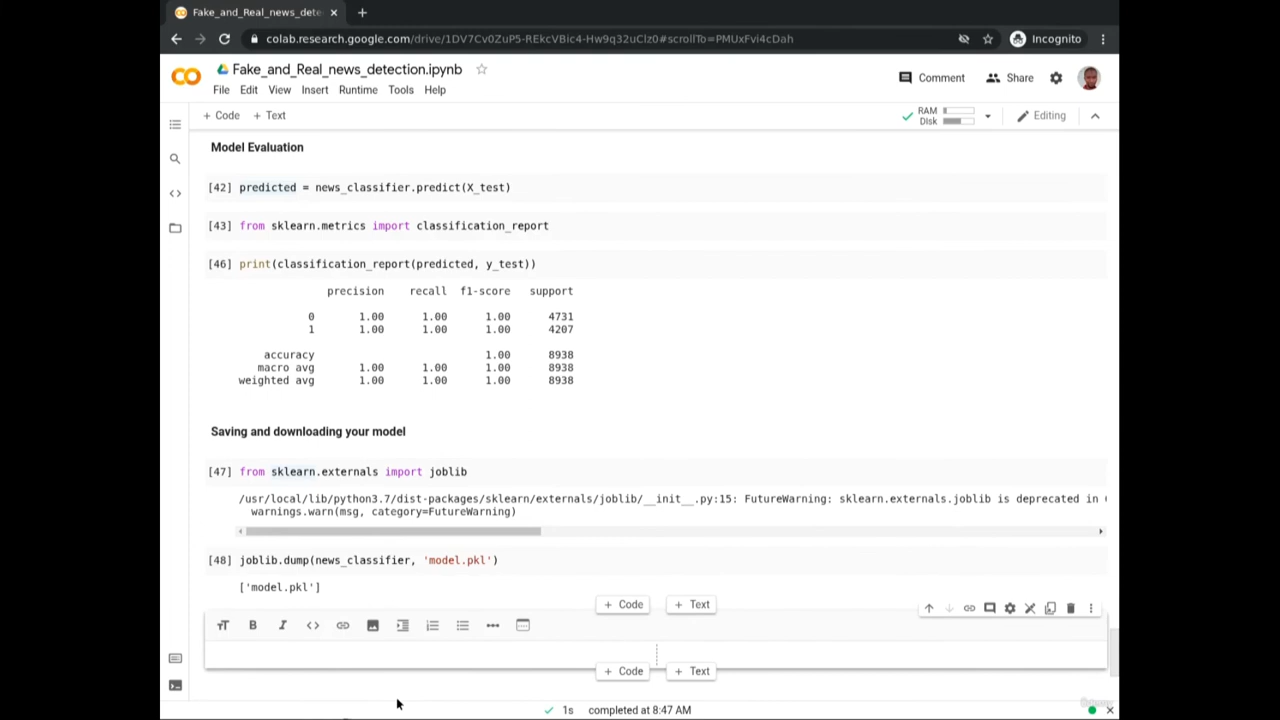 Fake_and_Real_news_dete
colab.research.google.com/drive/1DV7Cv0ZuP5-REkcVBic4-Hw9q32uClz0#scrollTo=PMUxFvi4cDah
Incognito
Fake_and_Real_news_detection.ipynb
Comment
Share
File Edit View Insert Runtime Tools Help
+ Code + Text
RAM
Disk
Editing
Model Evaluation
[42] predicted = news_classifier.predict(X_test)
[43] from sklearn.metrics import classification_report
[46] print(classification_report(predicted, y_test))
precision recall f1-score support
0 1.00 1.00 1.00 4731
1 1.00 1.00 1.00 4207
accuracy 1.00 8938
macro avg 1.00 1.00 1.00 8938
weighted avg 1.00 1.00 1.00 8938
Saving and downloading your model
[47] from sklearn.externals import joblib
/usr/local/lib/python3.7/dist-packages/sklearn/externals/joblib/__init__.py:15: FutureWarning: sklearn.externals.joblib is deprecated in
warnings.warn(msg, category=FutureWarning)
[48] joblib.dump(news_classifier, 'model.pkl')
['model.pkl']
+ Code + Text
+ Code + Text
1s completed at 8:47 AM